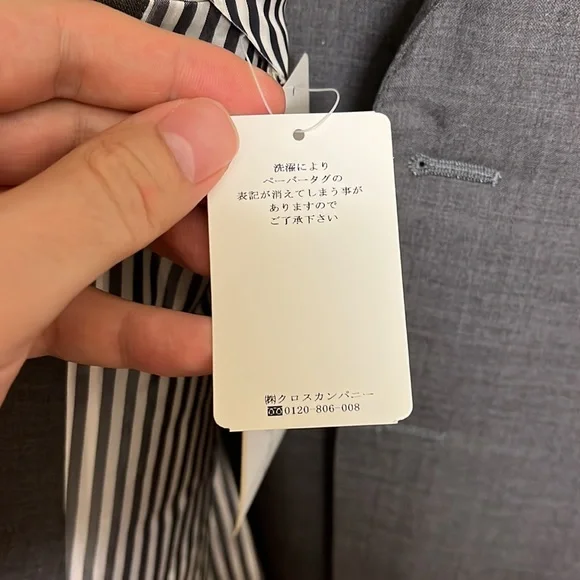 洗濯により
ペーパータグの
表記が消えてしまう事が
ありますので
ご了承下さい
㈱クロスカンパニー
0120-806-008